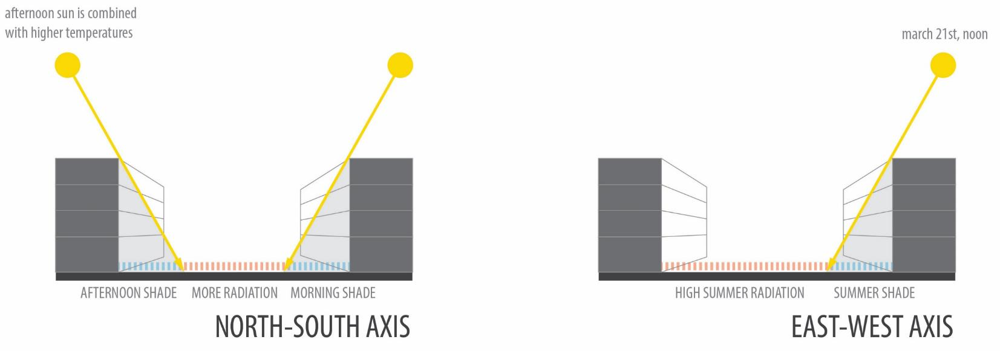 afternoon sun is combined
with higher temperatures
march 21st, noon
AFTERNOON SHADE
MORE RADIATION
MORNING SHADE
HIGH SUMMER RADIATION
SUMMER SHADE
NORTH-SOUTH AXIS
EAST-WEST AXIS